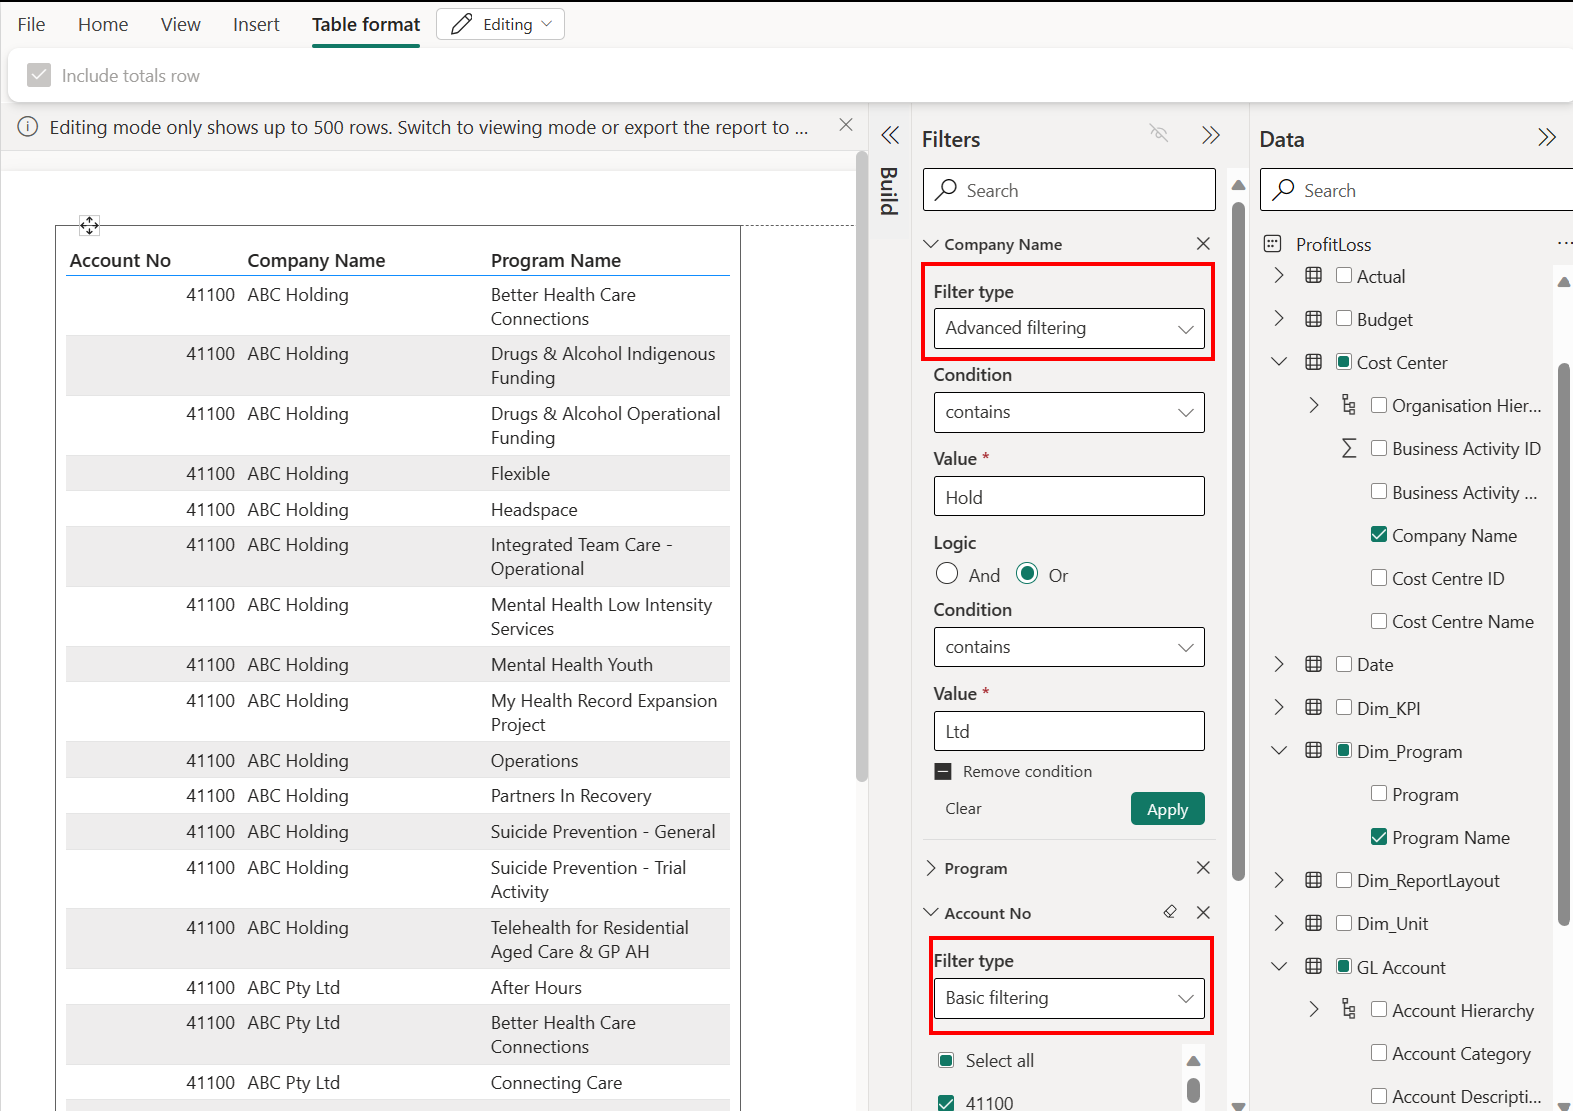 File Home View Insert Table format Editing
Include totals row
Editing mode only shows up to 500 rows. Switch to viewing mode or export the report to ...
Account No Company Name Program Name
41100 ABC Holding Better Health Care
Connections
41100 ABC Holding Drugs & Alcohol Indigenous
Funding
41100 ABC Holding Drugs & Alcohol Operational
Funding
41100 ABC Holding Flexible
41100 ABC Holding Headspace
41100 ABC Holding Integrated Team Care -
Operational
41100 ABC Holding Mental Health Low Intensity
Services
41100 ABC Holding Mental Health Youth
41100 ABC Holding My Health Record Expansion
Project
41100 ABC Holding Operations
41100 ABC Holding Partners In Recovery
41100 ABC Holding Suicide Prevention - General
41100 ABC Holding Suicide Prevention - Trial
Activity
41100 ABC Holding Telehealth for Residential
Aged Care & GP AH
41100 ABC Pty Ltd After Hours
41100 ABC Pty Ltd Better Health Care
Connections
41100 ABC Pty Ltd Connecting Care
Build
Filters
Search
Company Name
Filter type
Advanced filtering
Condition
contains
Value *
Hold
Logic
And Or
Condition
contains
Value *
Ltd
Remove condition
Clear Apply
Program
Account No
Filter type
Basic filtering
Select all
41100
Data
Search
ProfitLoss ...
Actual
Budget
Cost Center
Organisation Hier...
Business Activity ID
Business Activity ...
Company Name
Cost Centre ID
Cost Centre Name
Date
Dim_KPI
Dim_Program
Program
Program Name
Dim_ReportLayout
Dim_Unit
GL Account
Account Hierarchy
Account Category
Account Descripti...